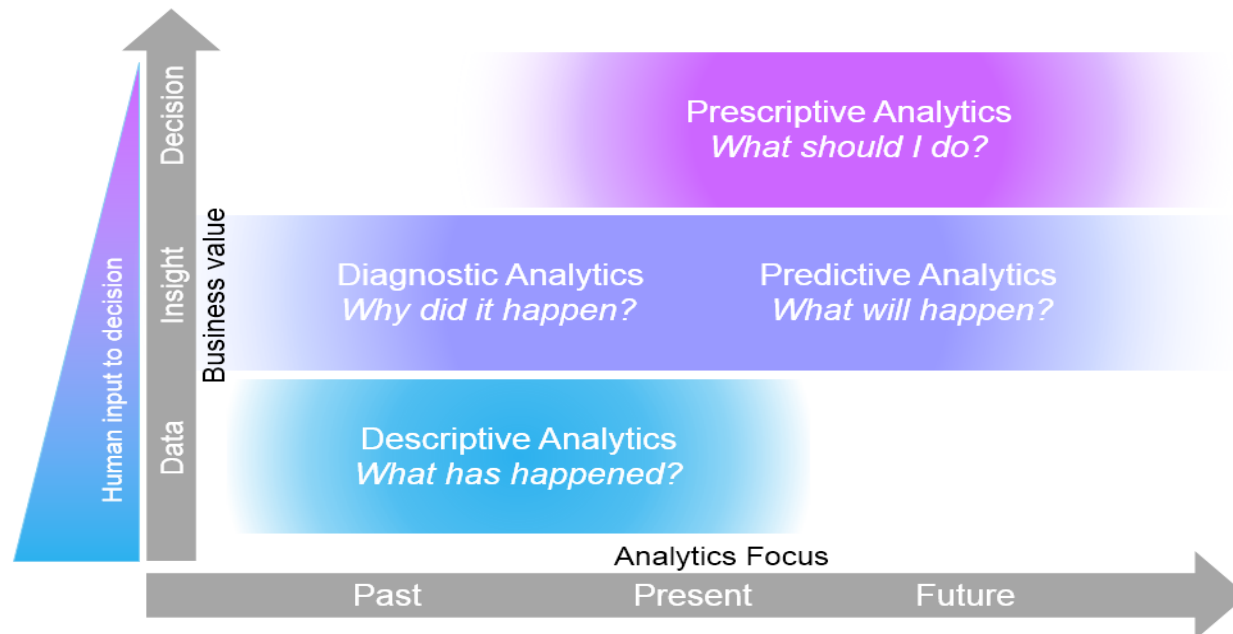 Decision
Insight
Data
Business value
Human input to decision
Prescriptive Analytics
What should I do?
Diagnostic Analytics
Why did it happen?
Predictive Analytics
What will happen?
Descriptive Analytics
What has happened?
Analytics Focus
Past
Present
Future